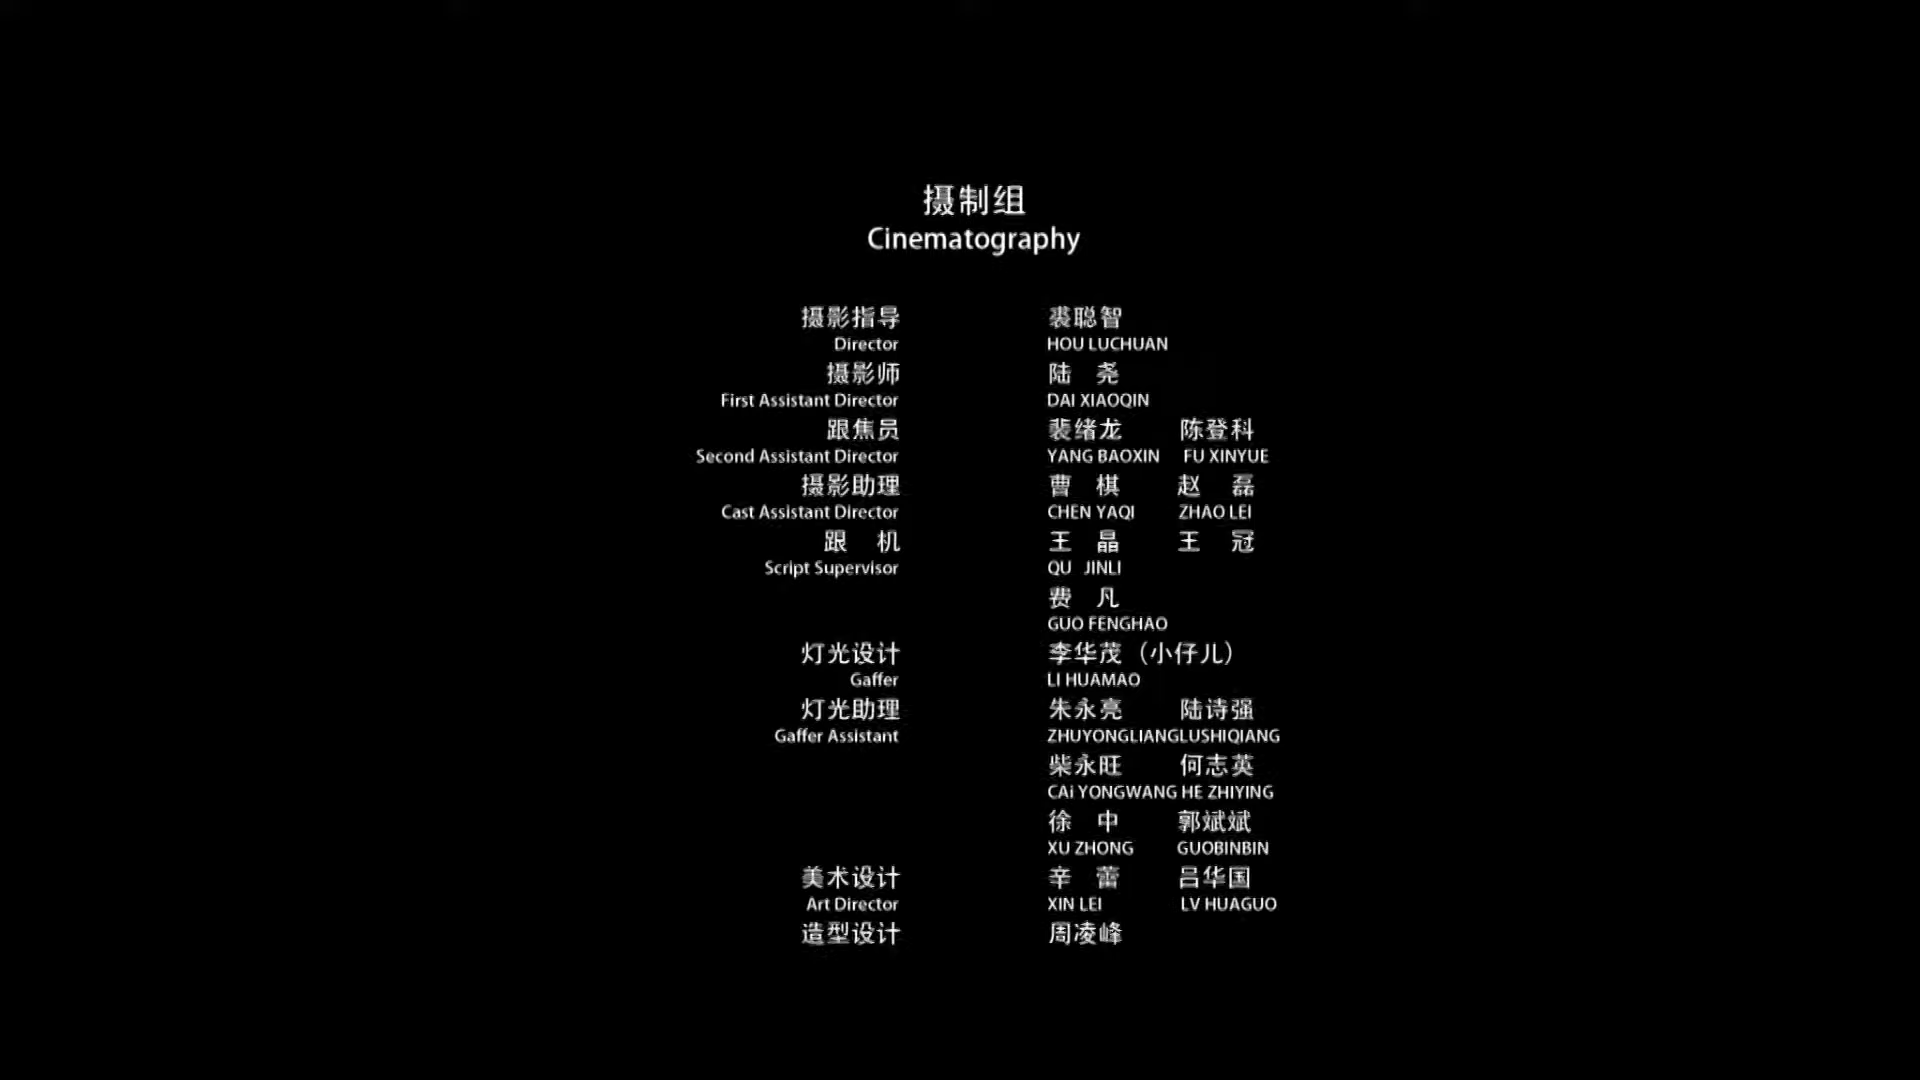 摄制组
Cinematography
摄影指导 裘聪智
Director HOU LUCHUAN
摄影师 陆 尧
First Assistant Director DAI XIAOQIN
跟焦员 裴绪龙 陈登科
Second Assistant Director YANG BAOXIN FU XINYUE
摄影助理 曹 棋 赵 磊
Cast Assistant Director CHEN YAQI ZHAO LEI
跟 机 王 晶 王 冠
Script Supervisor QU JINLI
费 凡
GUO FENGHAO
灯光设计 李华茂（小仔儿）
Gaffer LI HUAMAO
灯光助理 朱永亮 陆诗强
Gaffer Assistant ZHUYONGLIANGLUSHIQIANG
柴永旺 何志英
CAi YONGWANG HE ZHIYING
徐 中 郭斌斌
XU ZHONG GUOBINBIN
美术设计 辛 蕾 吕华国
Art Director XIN LEI LV HUAGUO
造型设计 周凌峰